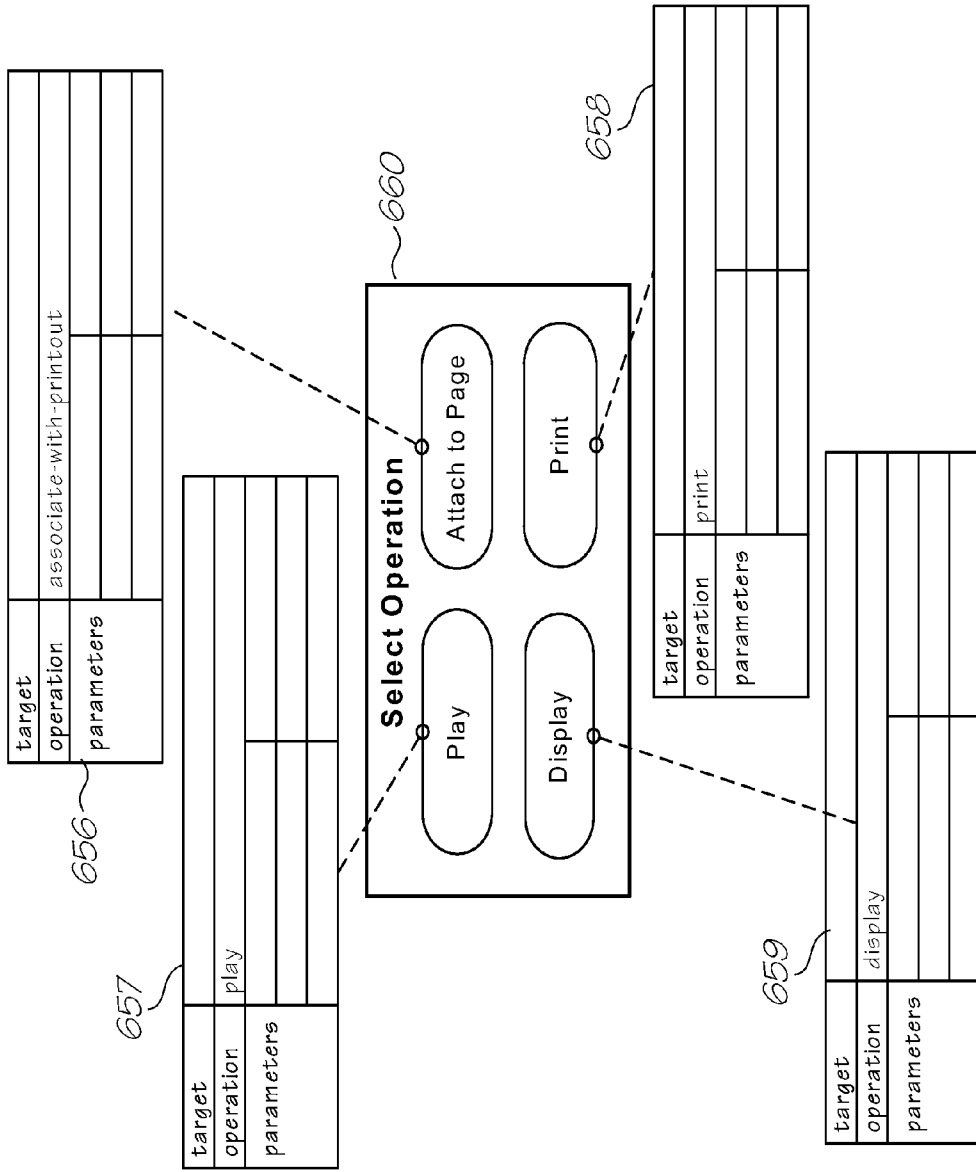 target
operation associate-with-printout
parameters
656
657
target
operation play
parameters
660
Select Operation
Play Attach to Page
Display Print
658
target
operation print
parameters
659
target
operation display
parameters